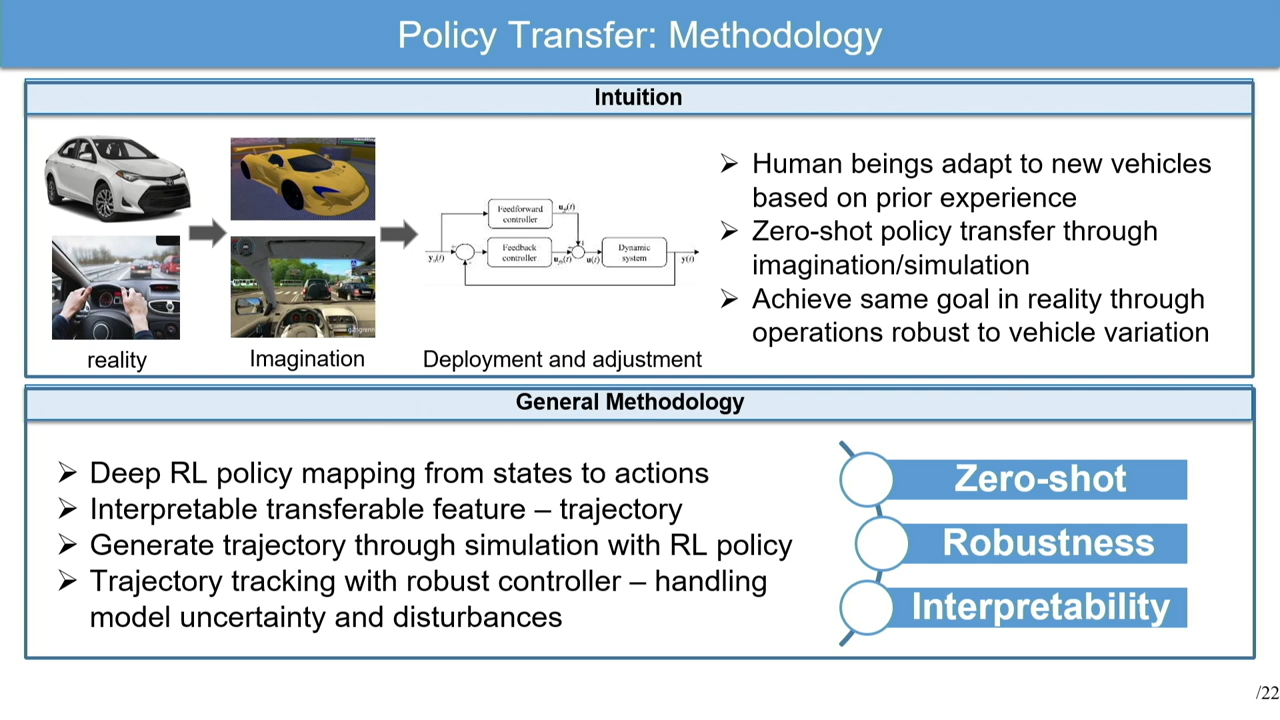 Policy Transfer: Methodology
Intuition
reality
Imagination
Feedforward
controller
Feedback
controller
Dynamic
system
u(t)
y(t)
Deployment and adjustment
➢ Human beings adapt to new vehicles
based on prior experience
➢ Zero-shot policy transfer through
imagination/simulation
➢ Achieve same goal in reality through
operations robust to vehicle variation
General Methodology
➢ Deep RL policy mapping from states to actions
➢ Interpretable transferable feature – trajectory
➢ Generate trajectory through simulation with RL policy
➢ Trajectory tracking with robust controller – handling
model uncertainty and disturbances
Zero-shot
Robustness
Interpretability
/22